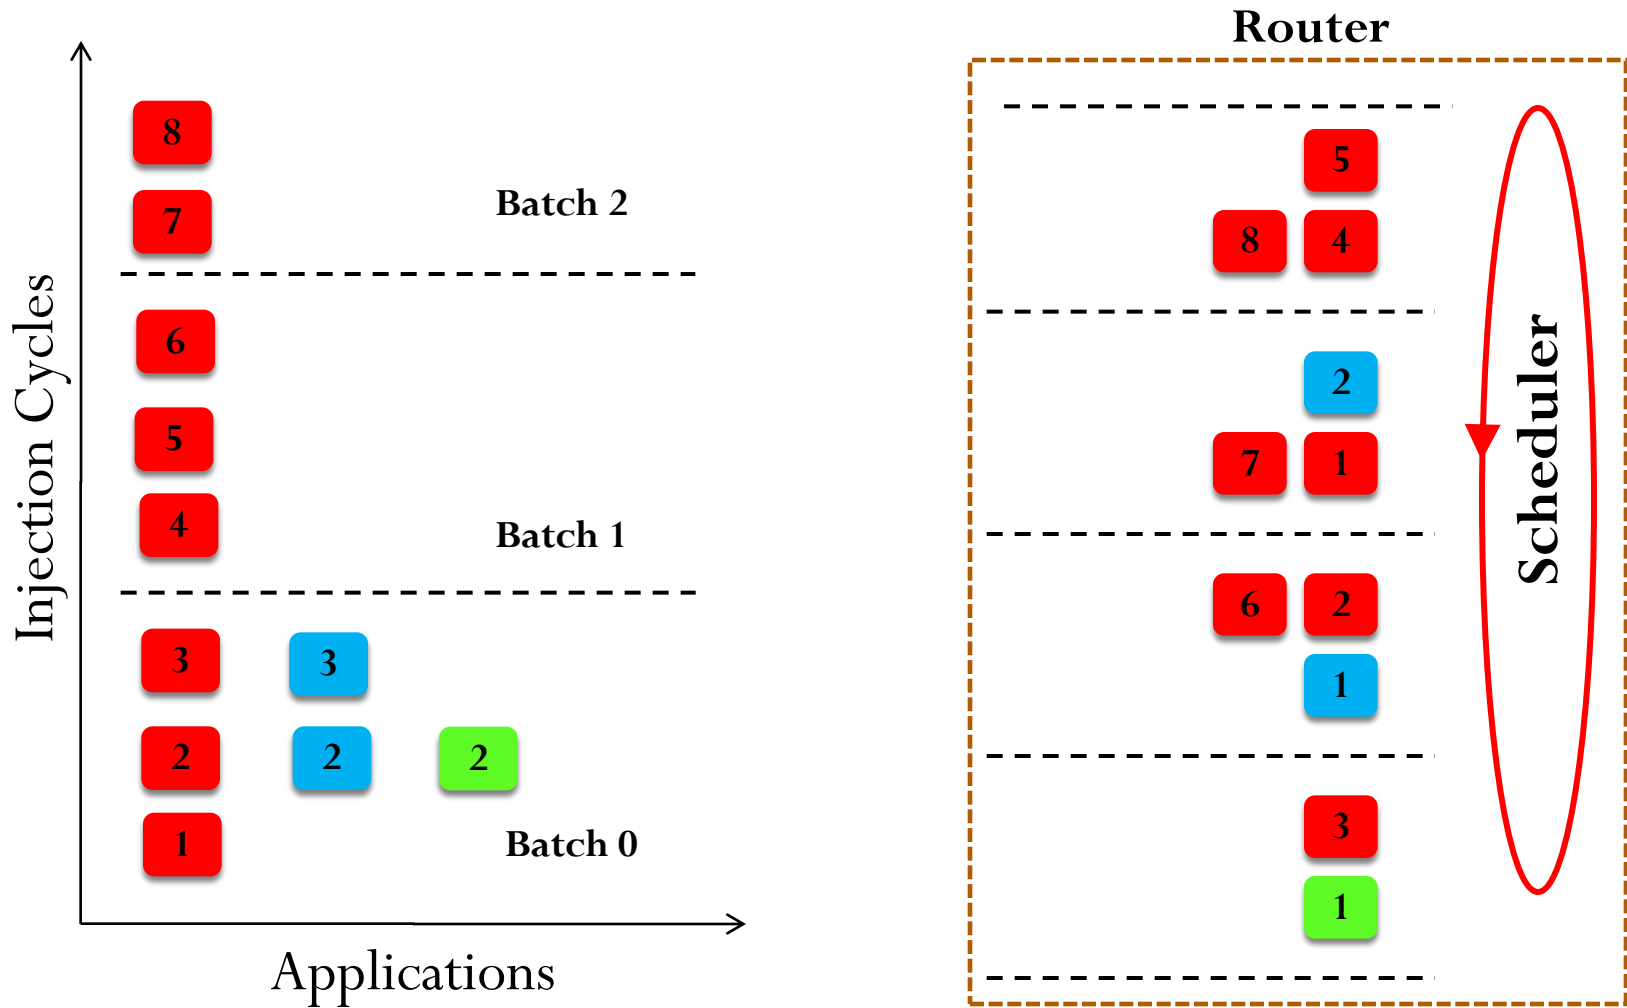 Injection Cycles
8
7
Batch 2
6
5
4
Batch 1
3 3
2 2 2
1
Batch 0
Applications
Router
5
8 4
2
7 1
6 2
1
3
1
Scheduler